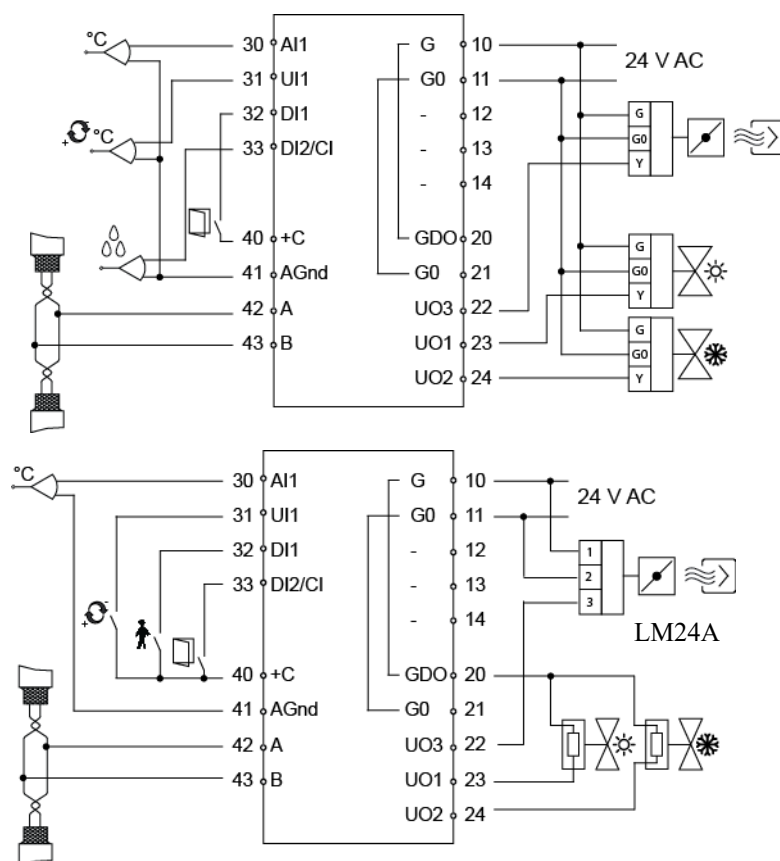 °C
30 AI1
G 10
24 V AC
31 UI1
G0 11
+ - °C
32 DI1
- 12
G
33 DI2/CI
- 13
G0
- 14
Y
40 +C
GDO 20
G
41 AGnd
G0 21
G0
42 A
UO3 22
Y
43 B
UO1 23
G
UO2 24
G0
Y
°C
30 AI1
G 10
24 V AC
31 UI1
G0 11
1
32 DI1
- 12
2
33 DI2/CI
- 13
3
+ -
- 14
LM24A
40 +C
GDO 20
41 AGnd
G0 21
42 A
UO3 22
43 B
UO1 23
UO2 24